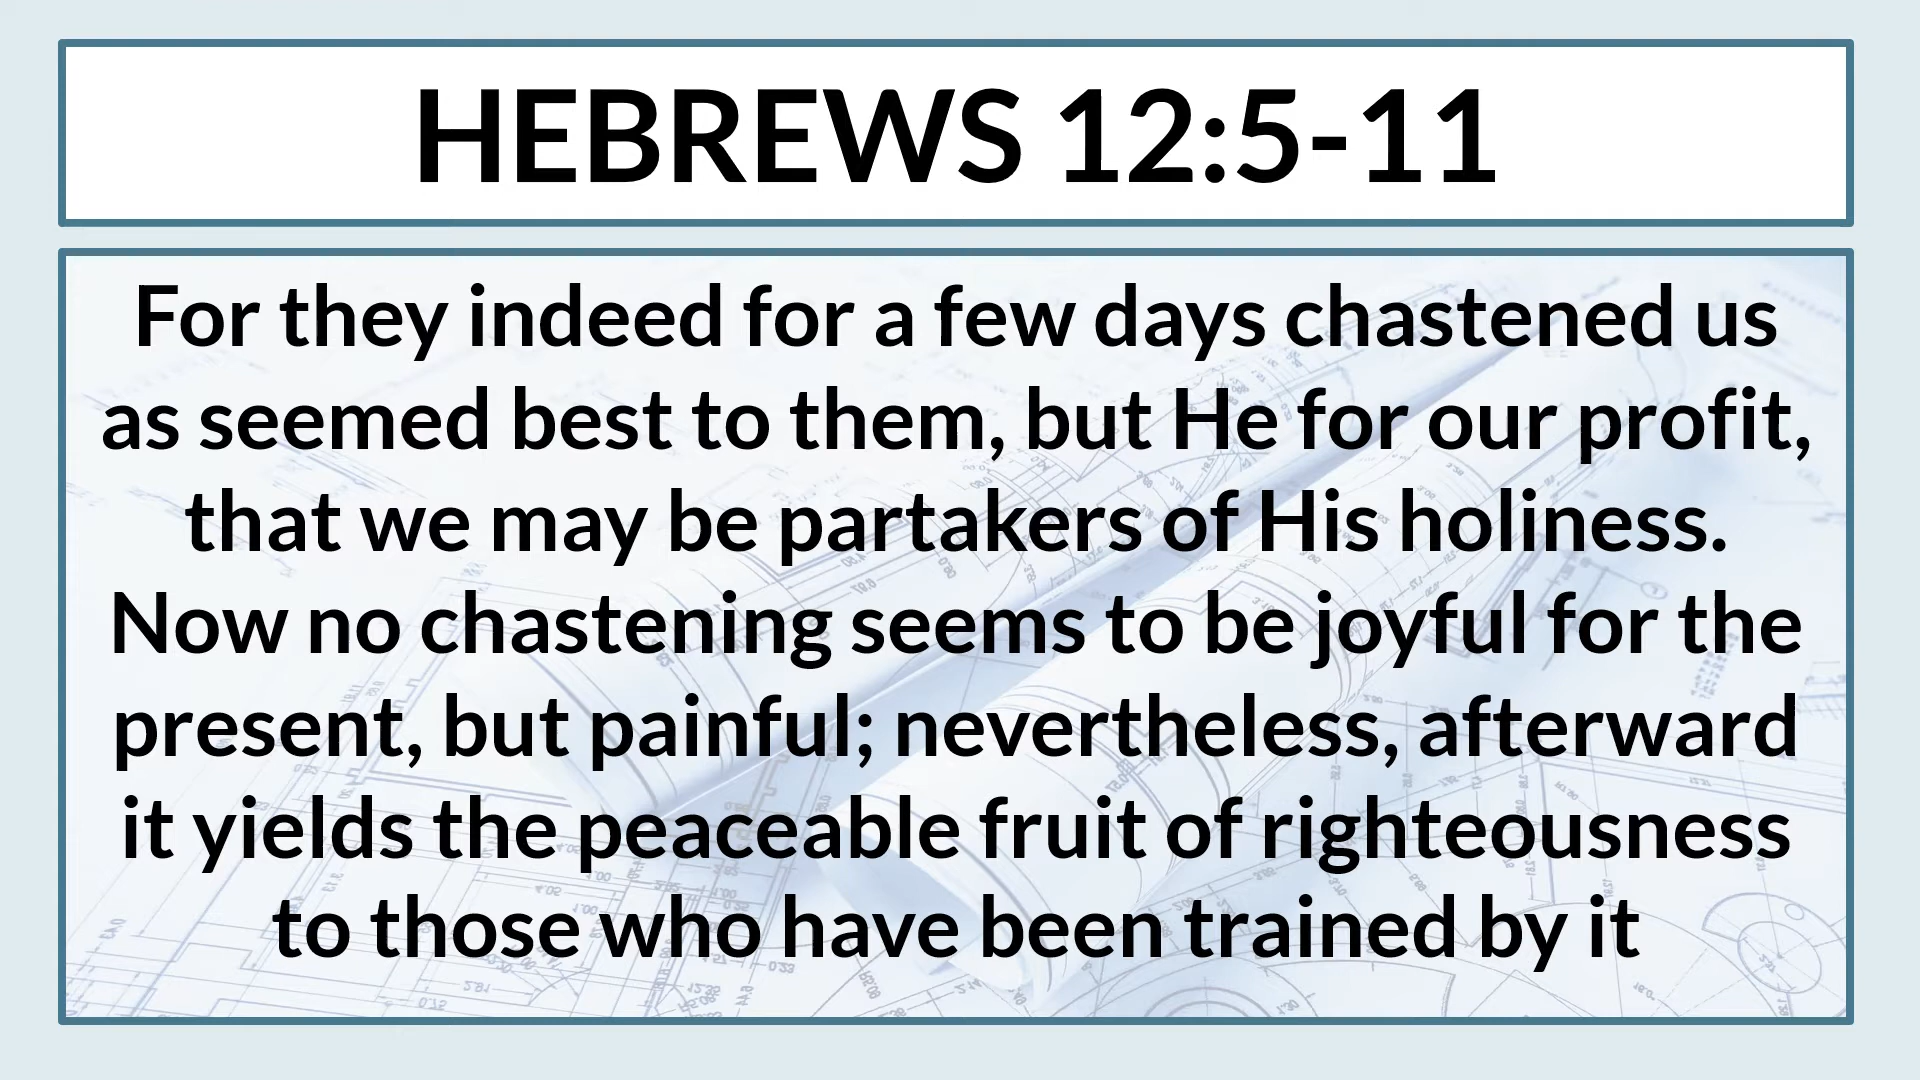 HEBREWS 12:5-11
For they indeed for a few days chastened us
as seemed best to them, but He for our profit,
that we may be partakers of His holiness.
Now no chastening seems to be joyful for the
present, but painful; nevertheless, afterward
it yields the peaceable fruit of righteousness
to those who have been trained by it